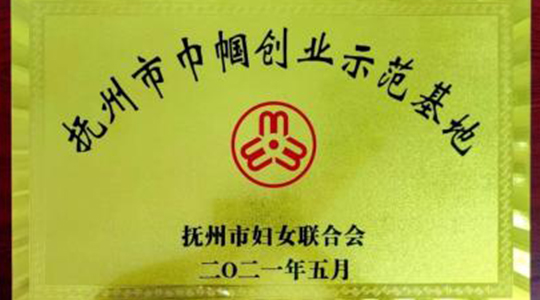 抚州市巾帼创业示范基地
抚州市妇女联合会
二〇二一年五月